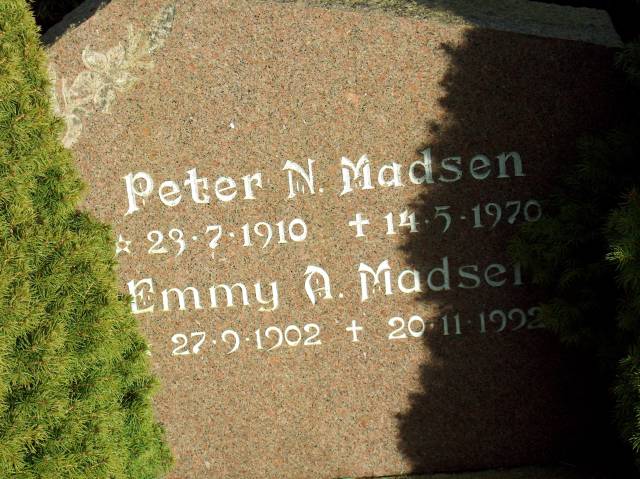 Peter N. Madsen
☆ 23·7·1910 ✝ 14·5·1970
Emmy A. Madsen
27·9·1902 ✝ 20·11·1992